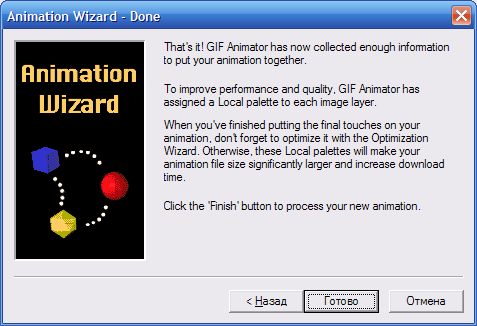 Animation Wizard - Done
Animation
Wizard
That's it! GIF Animator has now collected enough information
to put your animation together.
To improve performance and quality, GIF Animator has
assigned a Local palette to each image layer.
When you've finished putting the final touches on your
animation, don't forget to optimize it with the Optimization
Wizard. Otherwise, these Local palettes will make your
animation file size significantly larger and increase download
time.
Click the 'Finish' button to process your new animation.
< Назад
Готово
Отмена